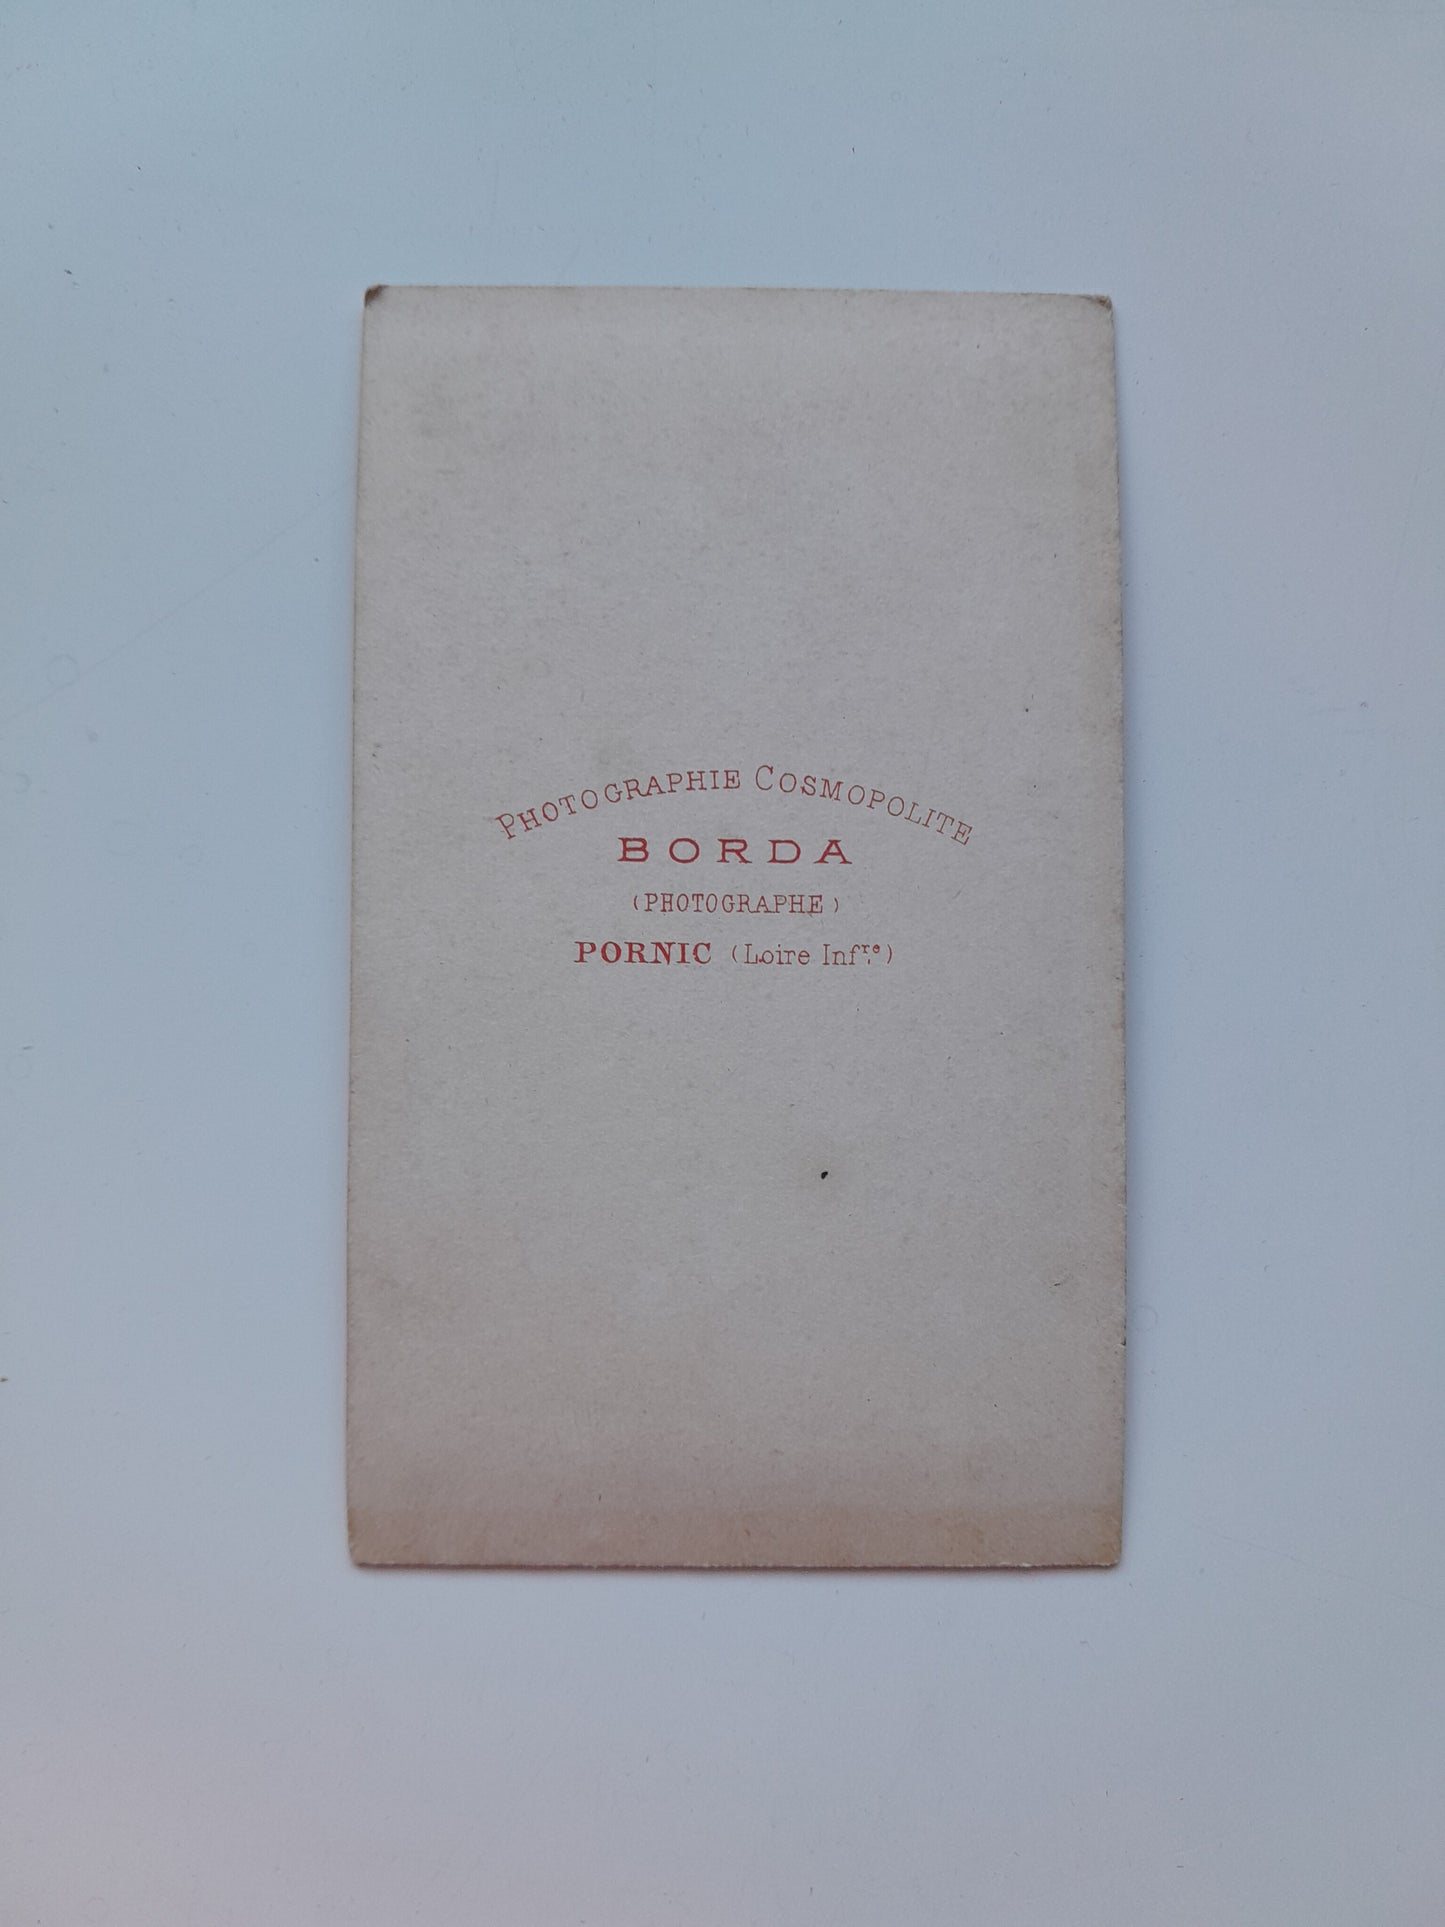 PHOTOGRAPHIE COSMOPOLITE
BORDA
(PHOTOGRAPHE)
PORNIC (Loire Infre)